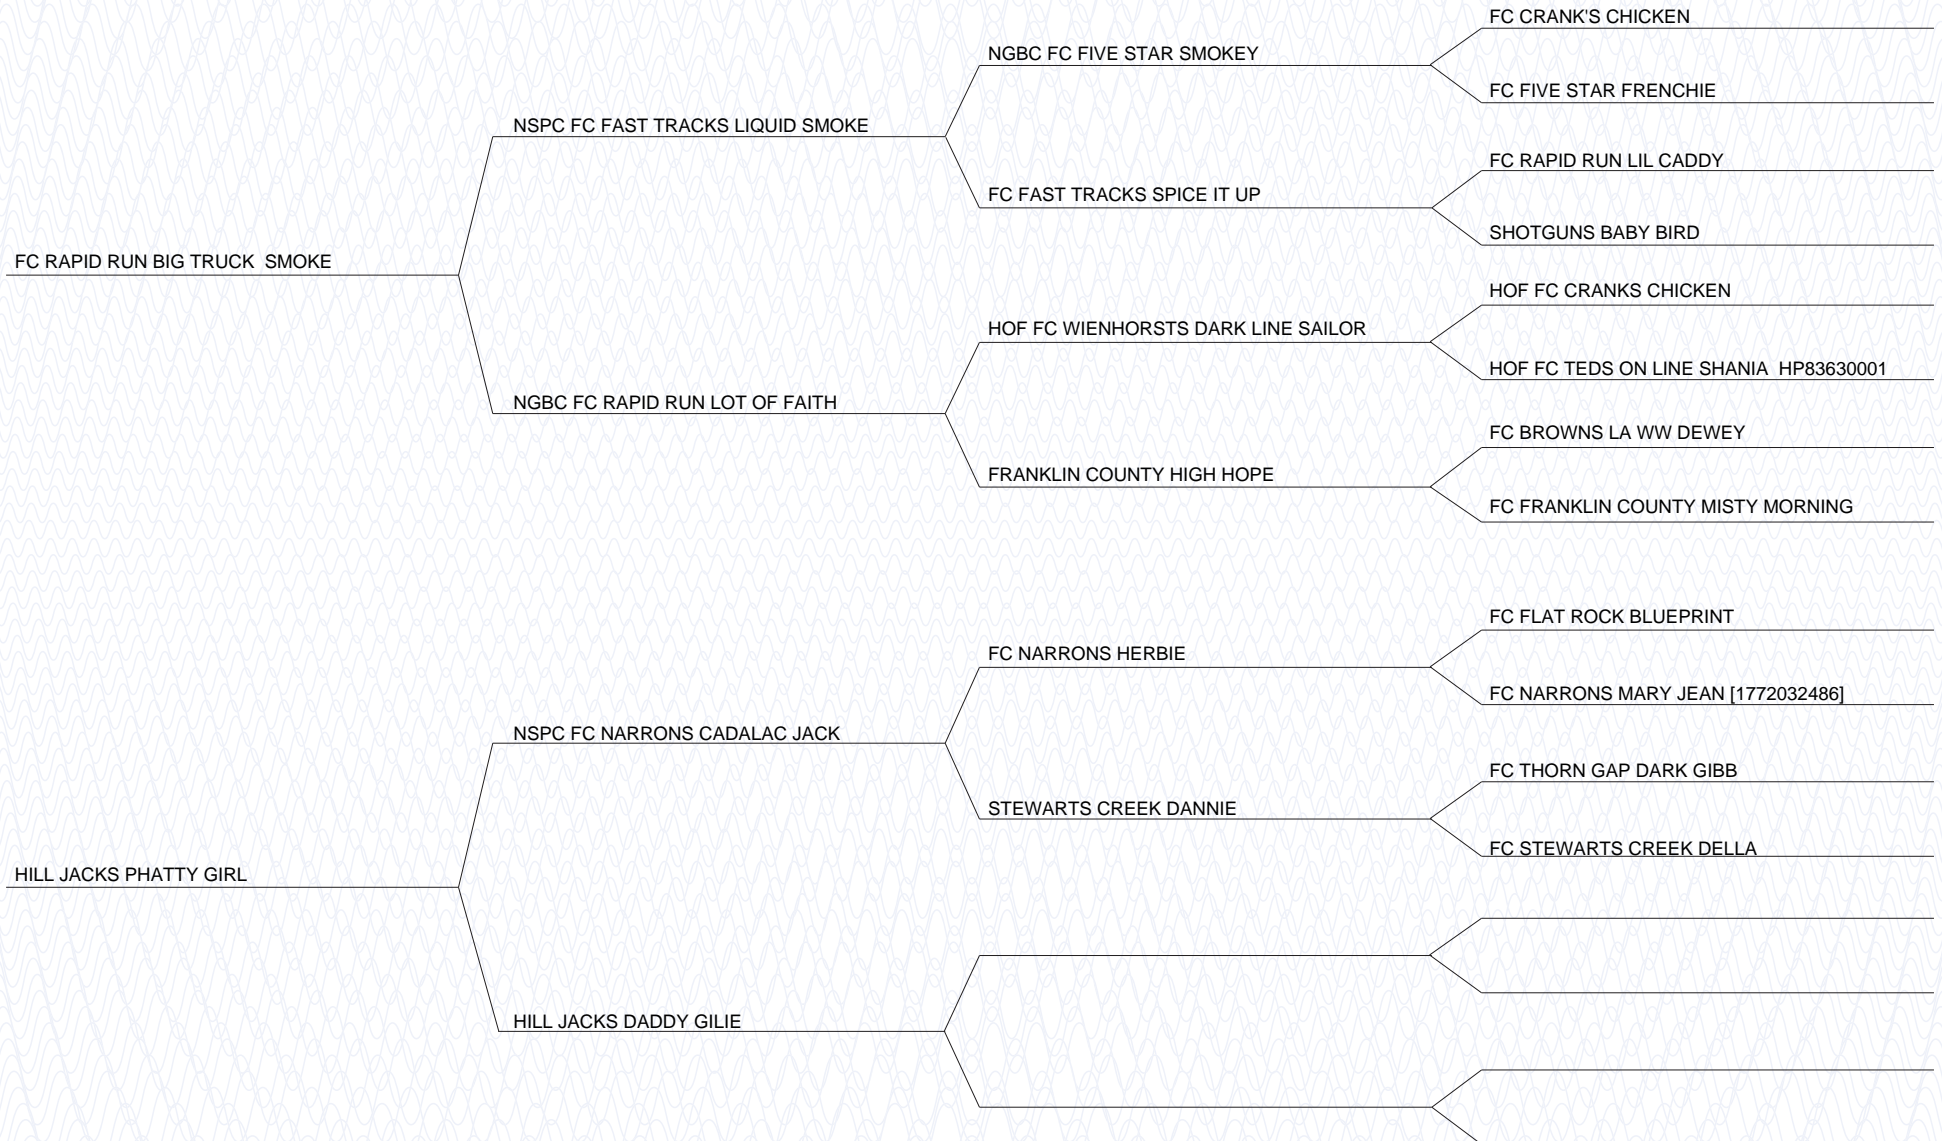 FC CRANK'S CHICKEN
NGBC FC FIVE STAR SMOKEY
FC FIVE STAR FRENCHIE
NSPC FC FAST TRACKS LIQUID SMOKE
FC RAPID RUN LIL CADDY
FC FAST TRACKS SPICE IT UP
SHOTGUNS BABY BIRD
FC RAPID RUN BIG TRUCK  SMOKE
HOF FC CRANKS CHICKEN
HOF FC WIENHORSTS DARK LINE SAILOR
HOF FC TEDS ON LINE SHANIA  HP83630001
NGBC FC RAPID RUN LOT OF FAITH
FC BROWNS LA WW DEWEY
FRANKLIN COUNTY HIGH HOPE
FC FRANKLIN COUNTY MISTY MORNING
FC FLAT ROCK BLUEPRINT
FC NARRONS HERBIE
FC NARRONS MARY JEAN [1772032486]
NSPC FC NARRONS CADALAC JACK
FC THORN GAP DARK GIBB
STEWARTS CREEK DANNIE
FC STEWARTS CREEK DELLA
HILL JACKS PHATTY GIRL
HILL JACKS DADDY GILIE